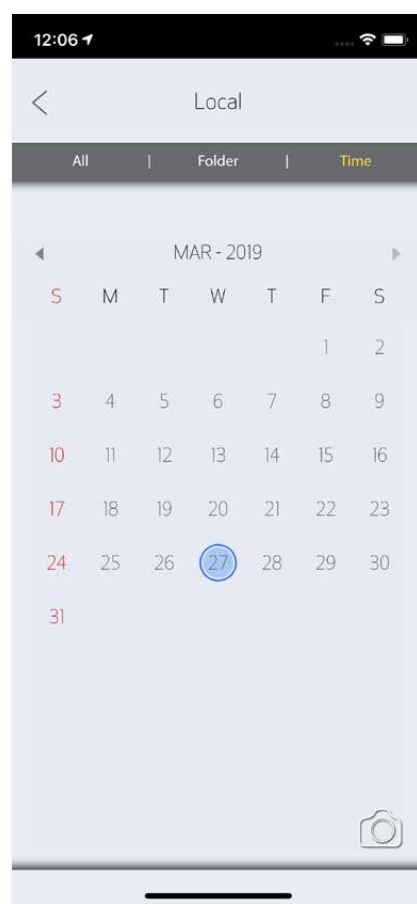 12:06
Local
All | Folder | Time
MAR - 2019
S M T W T F S
1 2
3 4 5 6 7 8 9
10 11 12 13 14 15 16
17 18 19 20 21 22 23
24 25 26 27 28 29 30
31